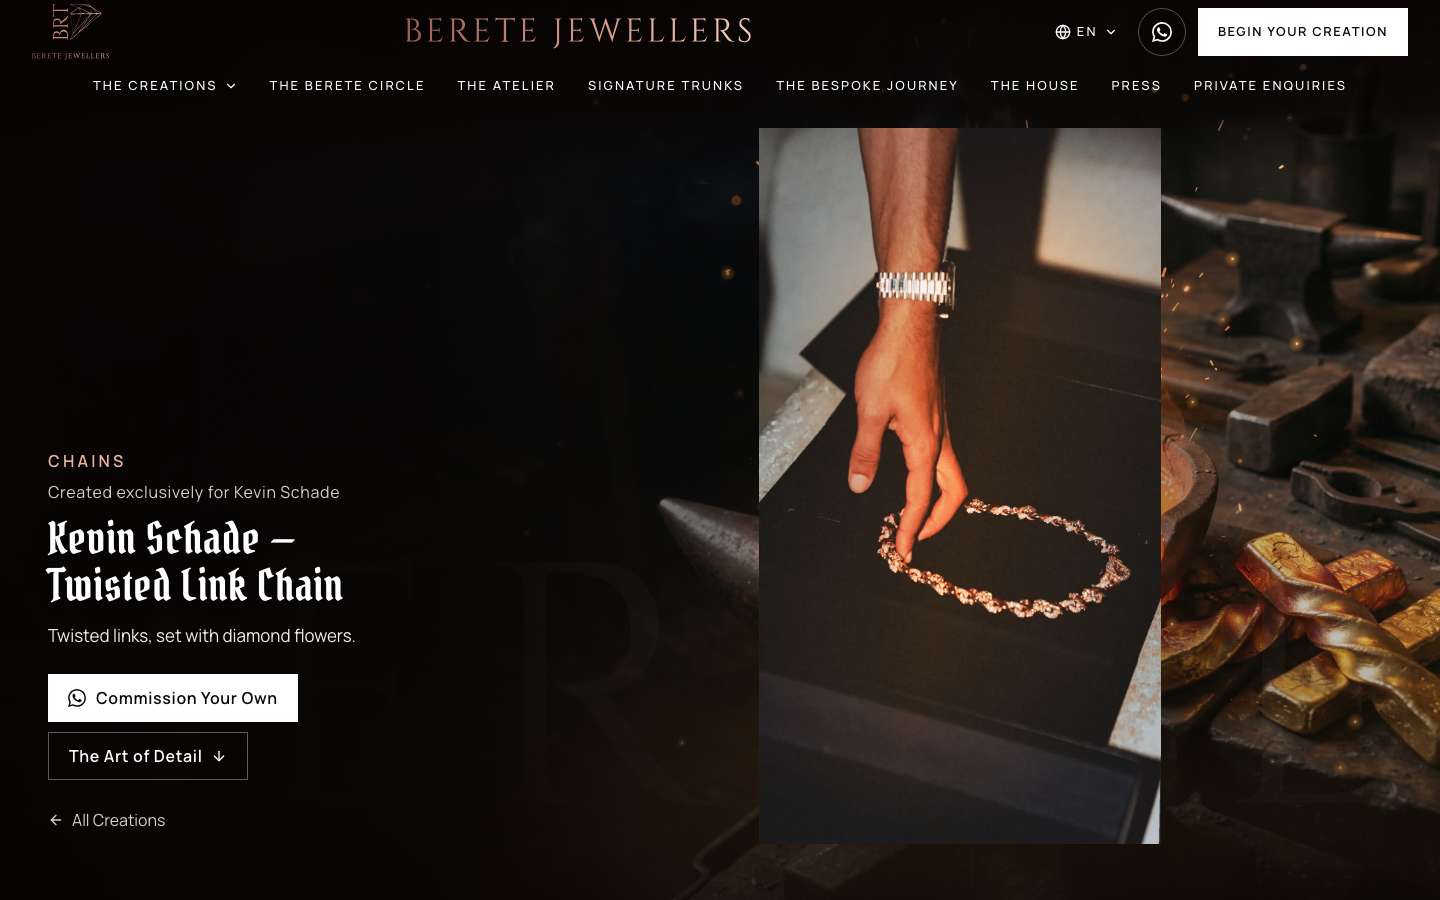 BRT
BERETE JEWELLERS
BERETE JEWELLERS
EN
BEGIN YOUR CREATION
THE CREATIONS
THE BERETE CIRCLE
THE ATELIER
SIGNATURE TRUNKS
THE BESPOKE JOURNEY
THE HOUSE
PRESS
PRIVATE ENQUIRIES
CHAINS
Created exclusively for Kevin Schade
Kevin Schade —
Twisted Link Chain
Twisted links, set with diamond flowers.
Commission Your Own
The Art of Detail ↓
← All Creations